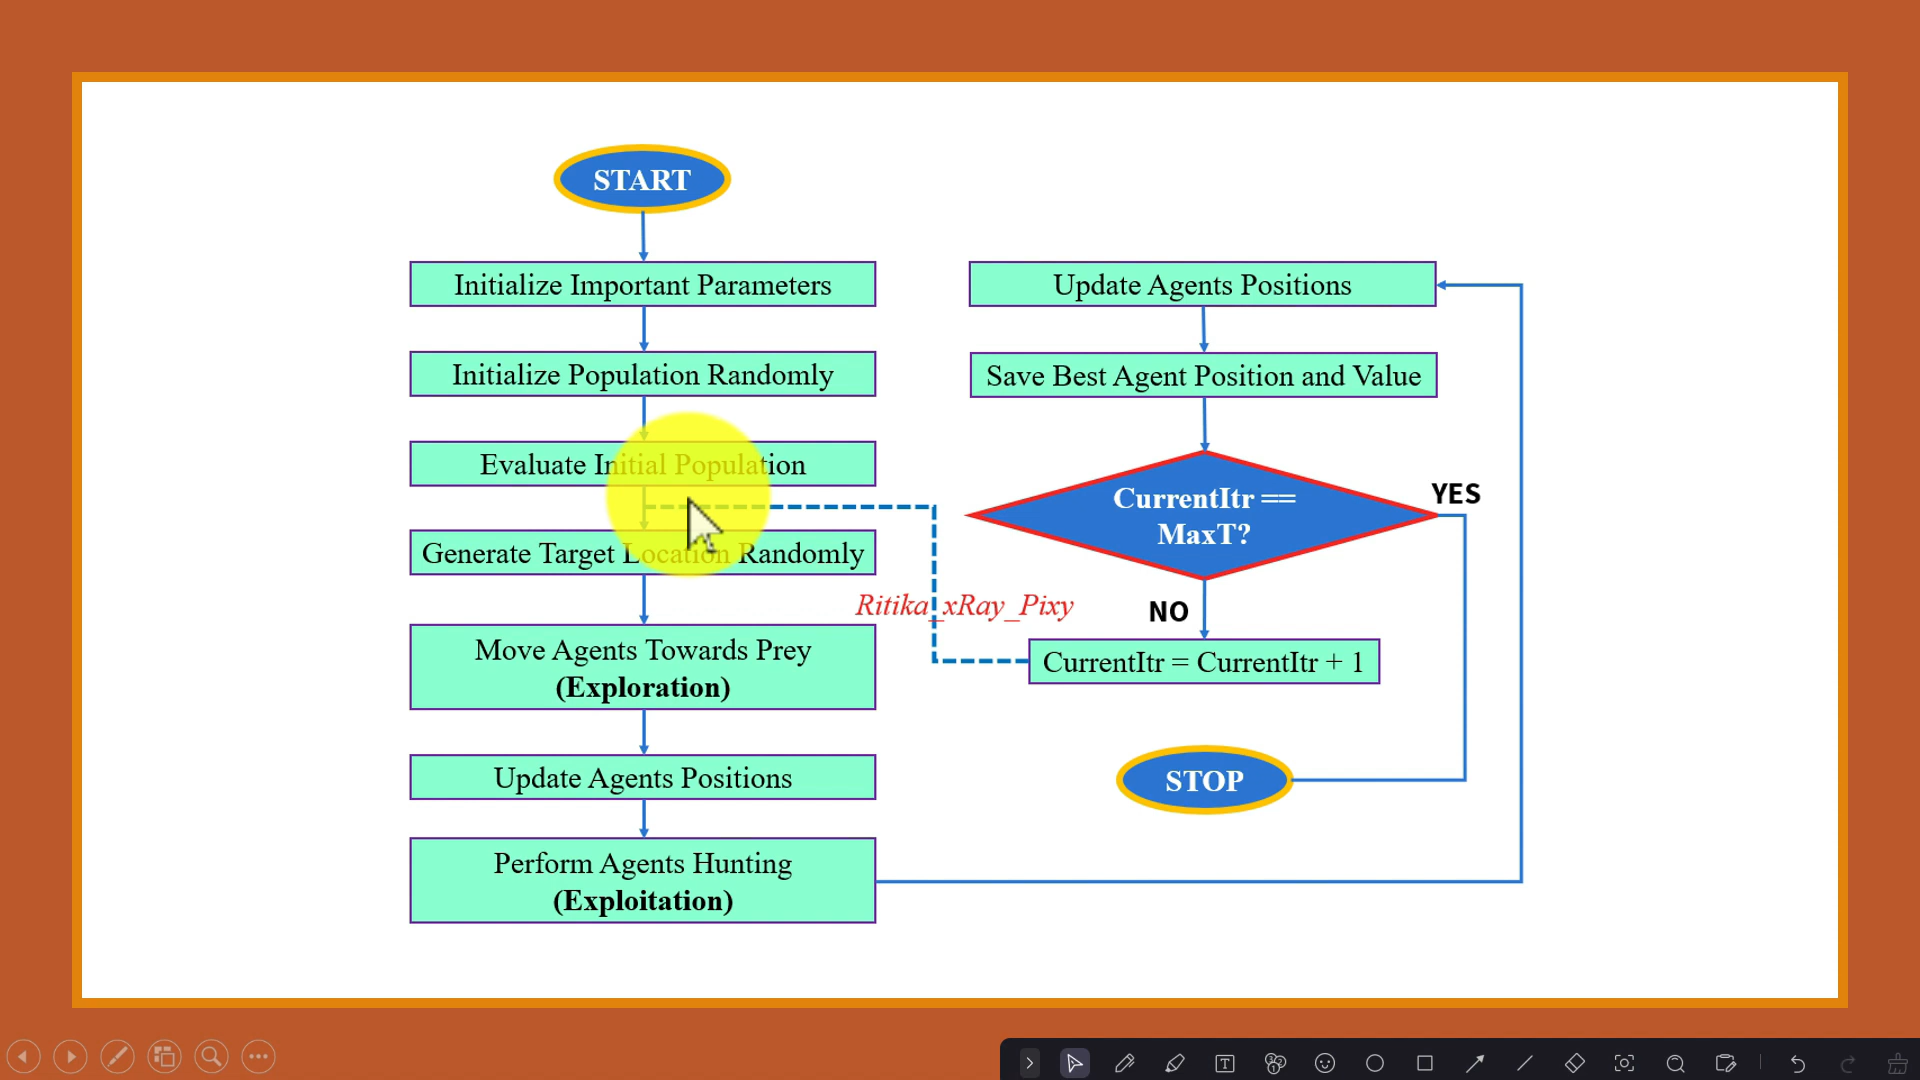 START
Initialize Important Parameters
Initialize Population Randomly
Evaluate Initial Population
Generate Target Location Randomly
Move Agents Towards Prey
(Exploration)
Update Agents Positions
Perform Agents Hunting
(Exploitation)
Update Agents Positions
Save Best Agent Position and Value
CurrentItr ==
MaxT?
YES
NO
Ritika_xRay_Pixy
CurrentItr = CurrentItr + 1
STOP